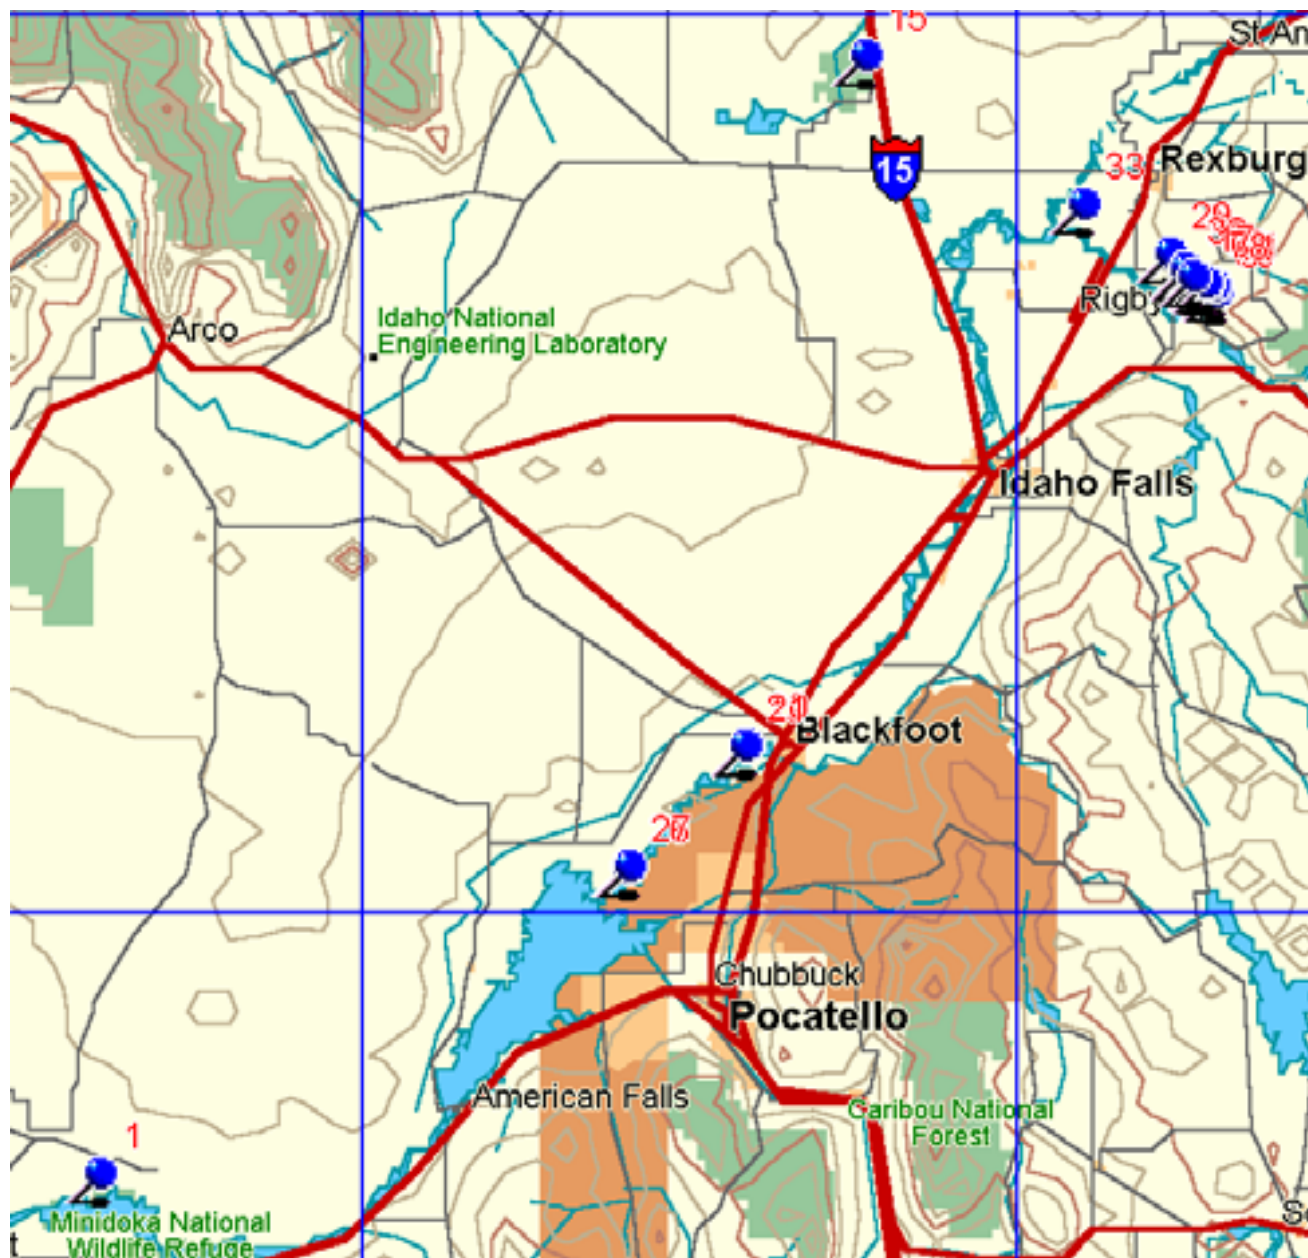 15
St An
15
33
Rexburg
Rigby
Arco
Idaho National
Engineering Laboratory
Idaho Falls
Blackfoot
Chubbuck
Pocatello
American Falls
Caribou National
Forest
1
Minidoka National
Wildlife Refuge